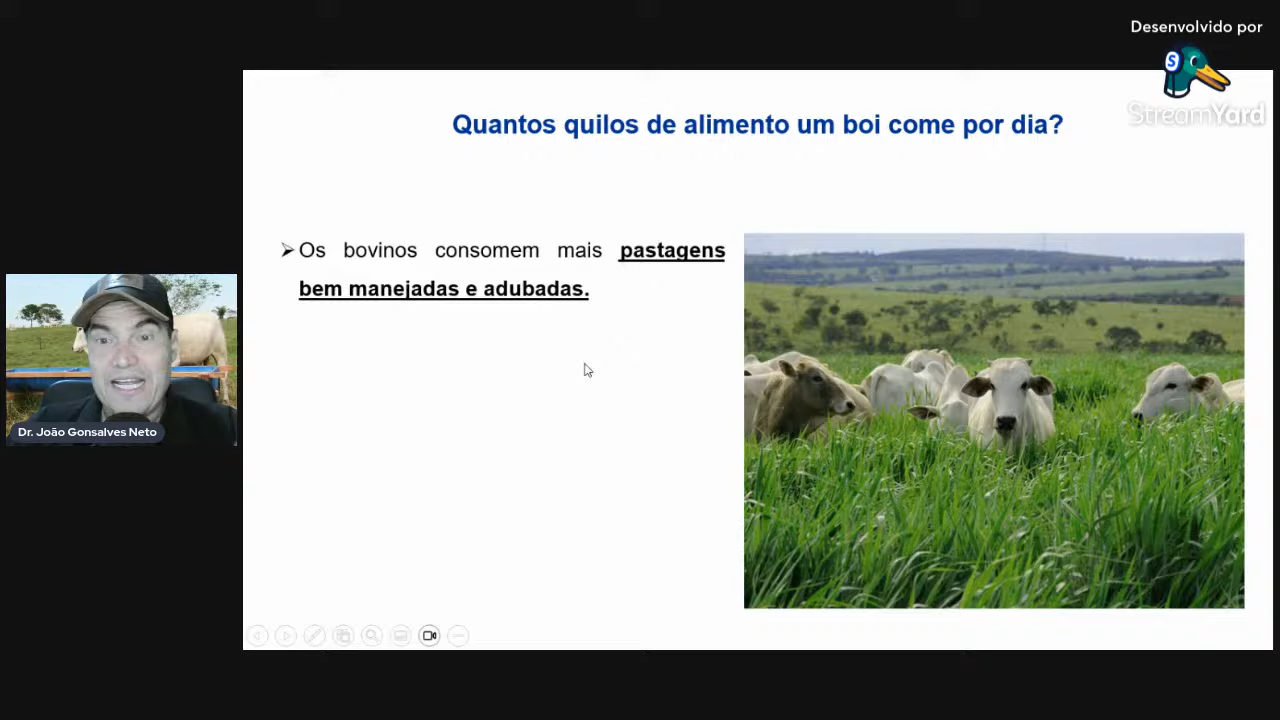 Desenvolvido por
S
StreamYard
Quantos quilos de alimento um boi come por dia?
Os bovinos consomem mais pastagens
bem manejadas e adubadas.
Dr. João Gonsalves Neto